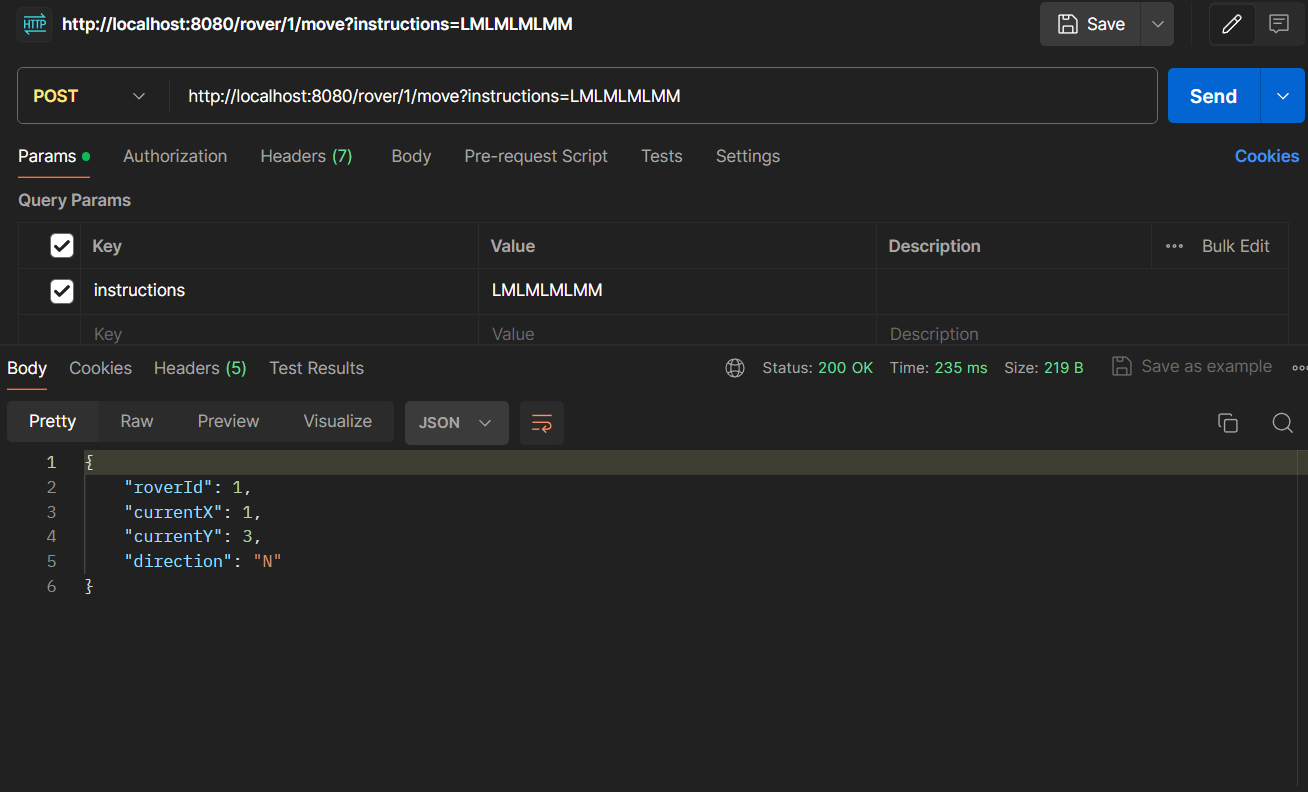 HTTP http://localhost:8080/rover/1/move?instructions=LMLMLMLMM Save
POST http://localhost:8080/rover/1/move?instructions=LMLMLMLMM Send
Params Authorization Headers (7) Body Pre-request Script Tests Settings Cookies
Query Params
Key Value Description ••• Bulk Edit
instructions LMLMLMLMM
Key Value Description
Body Cookies Headers (5) Test Results Status: 200 OK Time: 235 ms Size: 219 B Save as example
Pretty Raw Preview Visualize JSON
1 {
2 "roverId": 1,
3 "currentX": 1,
4 "currentY": 3,
5 "direction": "N"
6 }